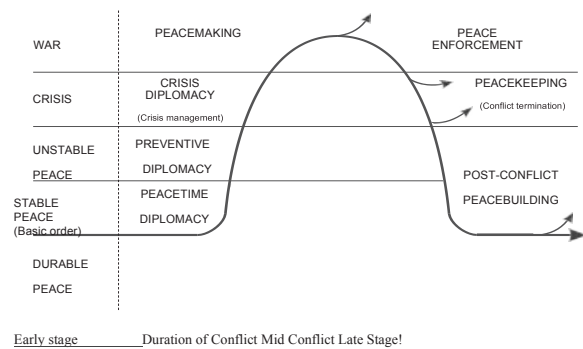 WAR
PEACEMAKING
PEACE
ENFORCEMENT
CRISIS
CRISIS
DIPLOMACY
(Crisis management)
PEACEKEEPING
(Conflict termination)
UNSTABLE
PEACE
PREVENTIVE
DIPLOMACY
STABLE
PEACE
(Basic order)
PEACETIME
DIPLOMACY
POST-CONFLICT
PEACEBUILDING
DURABLE
PEACE
Early stage Duration of Conflict Mid Conflict Late Stage!